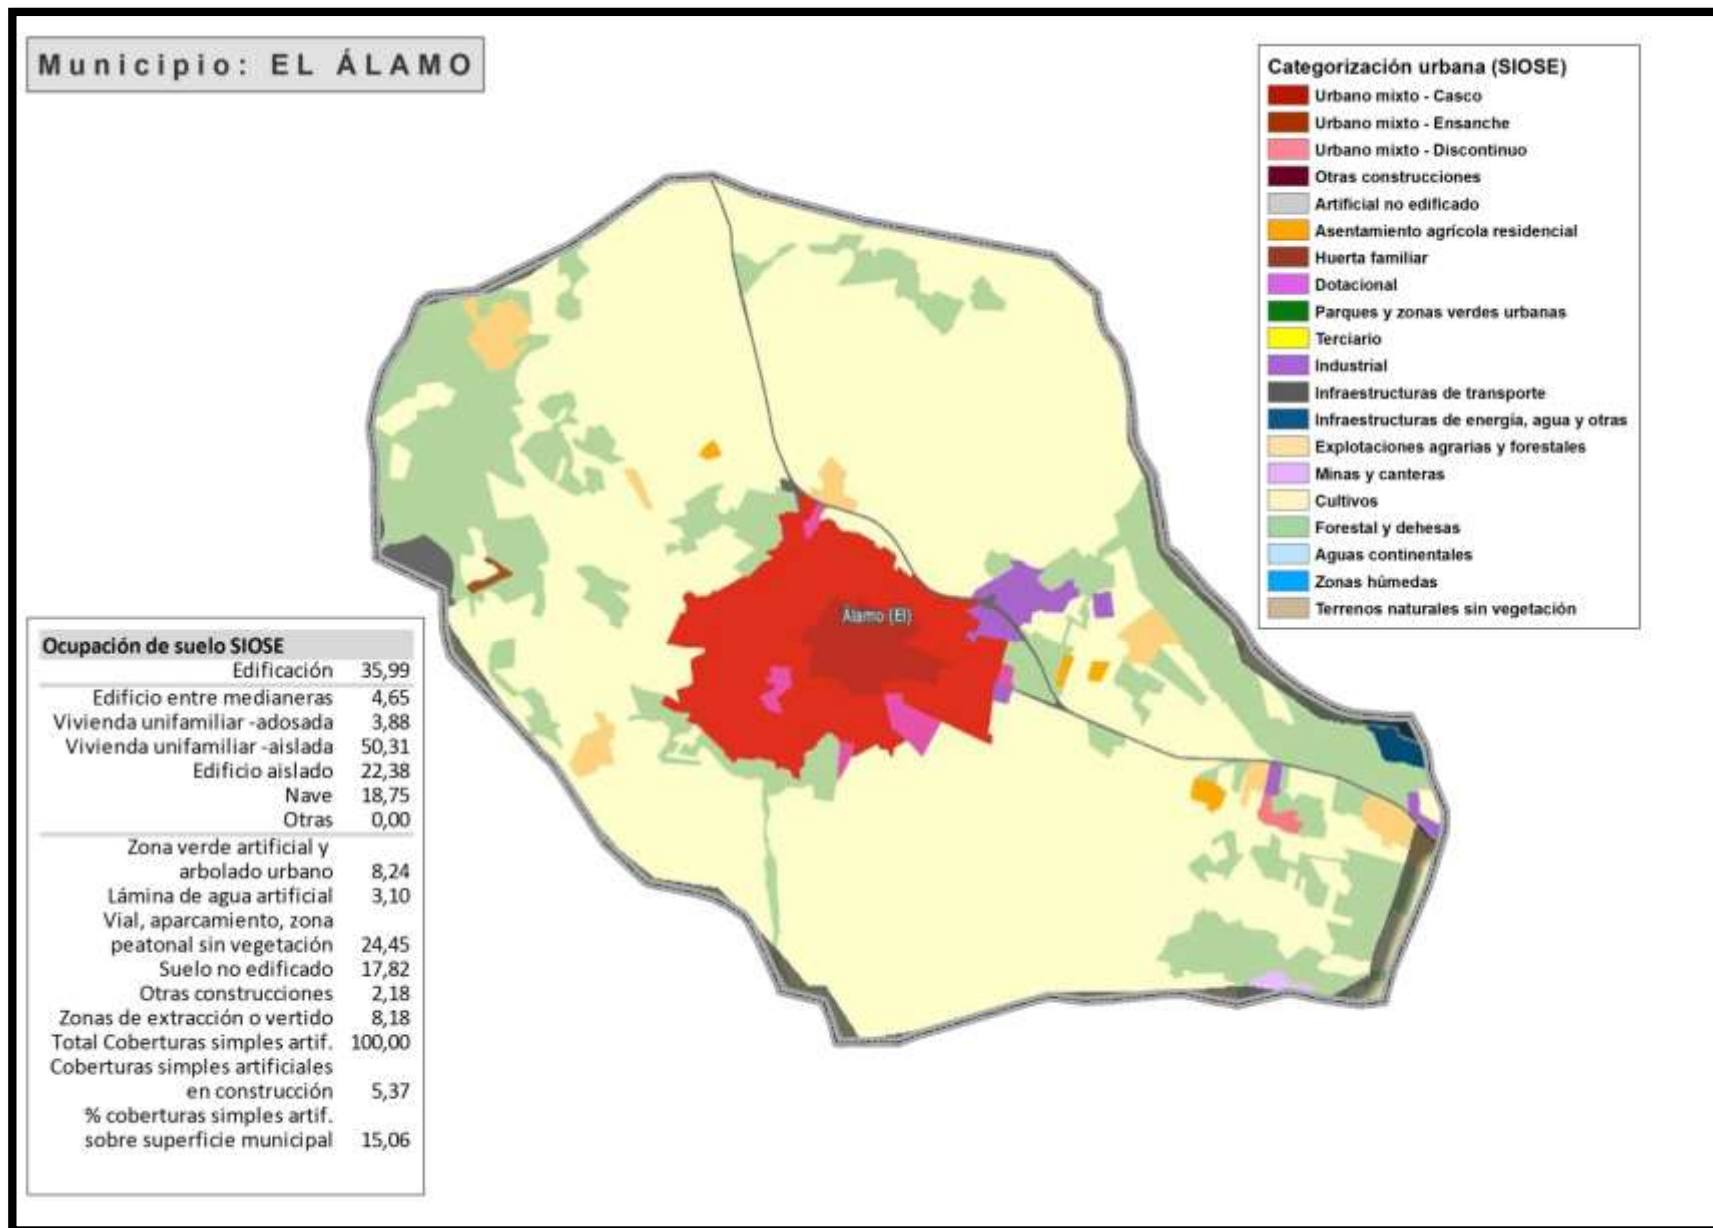 Municipio: EL ÁLAMO
Categorización urbana (SIOSE)
Urbano mixto - Casco
Urbano mixto - Ensanche
Urbano mixto - Discontinuo
Otras construcciones
Artificial no edificado
Asentamiento agrícola residencial
Huerta familiar
Dotacional
Parques y zonas verdes urbanas
Terciario
Industrial
Infraestructuras de transporte
Infraestructuras de energía, agua y otras
Explotaciones agrarias y forestales
Minas y canteras
Cultivos
Forestal y dehesas
Aguas continentales
Zonas húmedas
Terrenos naturales sin vegetación
Álamo (El)
Ocupación de suelo SIOSE
Edificación 35,99
Edificio entre medianeras 4,65
Vivienda unifamiliar -adosada 3,88
Vivienda unifamiliar -aislada 50,31
Edificio aislado 22,38
Nave 18,75
Otras 0,00
Zona verde artificial y
arbolado urbano 8,24
Lámina de agua artificial 3,10
Vial, aparcamiento, zona
peatonal sin vegetación 24,45
Suelo no edificado 17,82
Otras construcciones 2,18
Zonas de extracción o vertido 8,18
Total Coberturas simples artif. 100,00
Coberturas simples artificiales
en construcción 5,37
% coberturas simples artif.
sobre superficie municipal 15,06